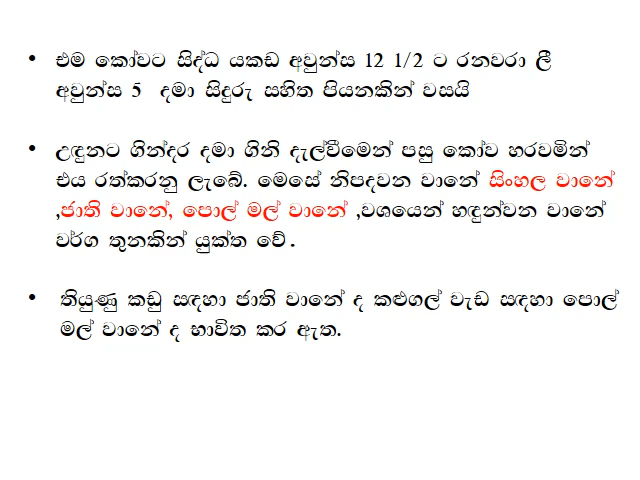 • එම කෝවට සිද්ධ යකඩ අවුන්ස 12 1/2 ට රනවරා ලී
අවුන්ස 5 දමා සිදුරු සහිත පියනකින් වසයි
• උඳුනට ගින්දර දමා ගිනි දැල්වීමෙන් පසු කෝව හරවමින්
එය රත්කරනු ලැබේ. මෙසේ නිපදවන වානේ සිංහල වානේ
,ජාති වානේ, පොල් මල් වානේ ,වශයෙන් හඳුන්වන වානේ
වර්ග තුනකින් යුක්ත වේ.
• තියුණු කඩු සඳහා ජාති වානේ ද කළුගල් වැඩ සඳහා පොල්
මල් වානේ ද භාවිත කර ඇත.